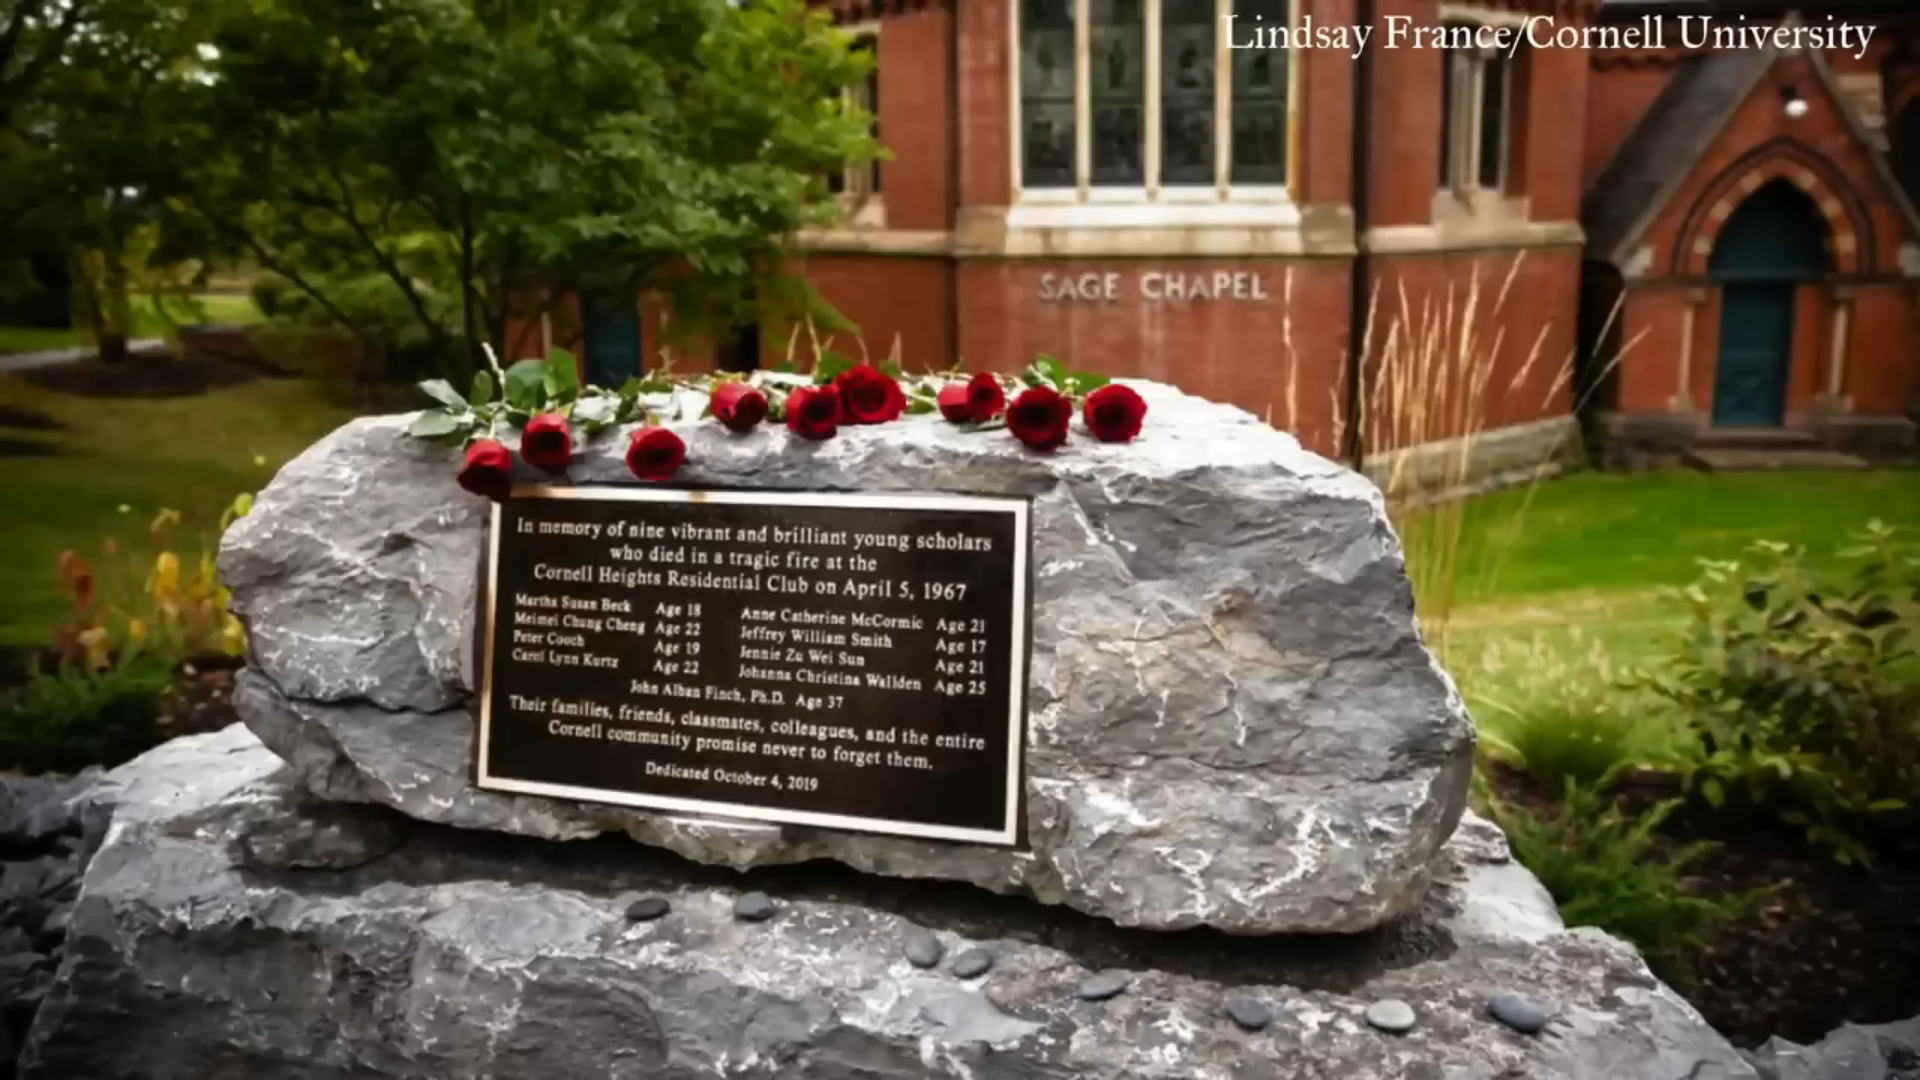 Lindsay France/Cornell University
SAGE CHAPEL
In memory of nine vibrant and brilliant young scholars
who died in a tragic fire at the
Cornell Heights Residential Club on April 5, 1967
Martha Susan Beck Age 18
Meimei Chung Cheng Age 22
Peter Cooch Age 19
Carol Lynn Kurtz Age 22
Anne Catherine McCormic Age 21
Jeffrey William Smith Age 17
Jennie Zu Wei Sun Age 21
Johanna Christina Wallden Age 25
John Alban Finch, Ph.D. Age 37
Their families, friends, classmates, colleagues, and the entire
Cornell community promise never to forget them.
Dedicated October 4, 2019